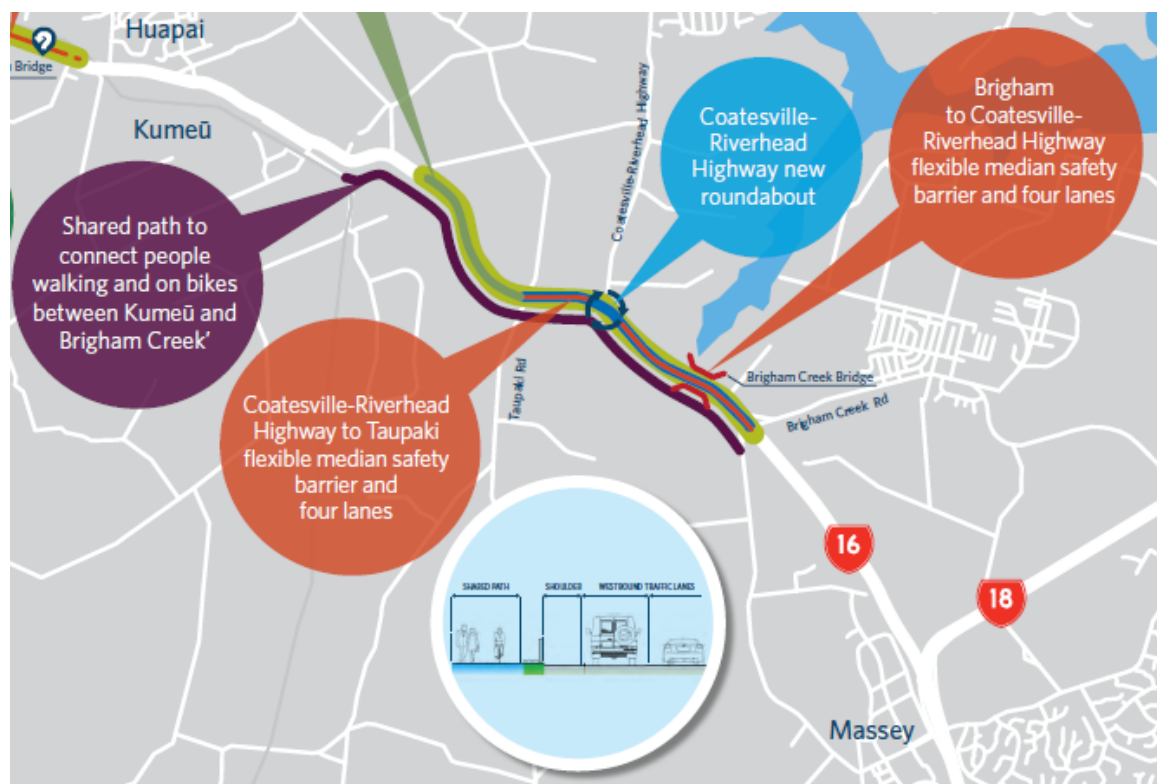 Huapai
Bridge
Kumeū
Shared path to
connect people
walking and on bikes
between Kumeū and
Brigham Creek'
Coatesville-Riverhead
Highway to Taupaki
flexible median safety
barrier and
four lanes
Taupaki Rd
Coatesville-Riverhead Highway
Coatesville-
Riverhead
Highway new
roundabout
Brigham
to Coatesville-
Riverhead Highway
flexible median safety
barrier and four lanes
Brigham Creek Bridge
Brigham Creek Rd
SHARED PATH
SHOULDER
WESTBOUND TRAFFIC LANES
16
18
Massey